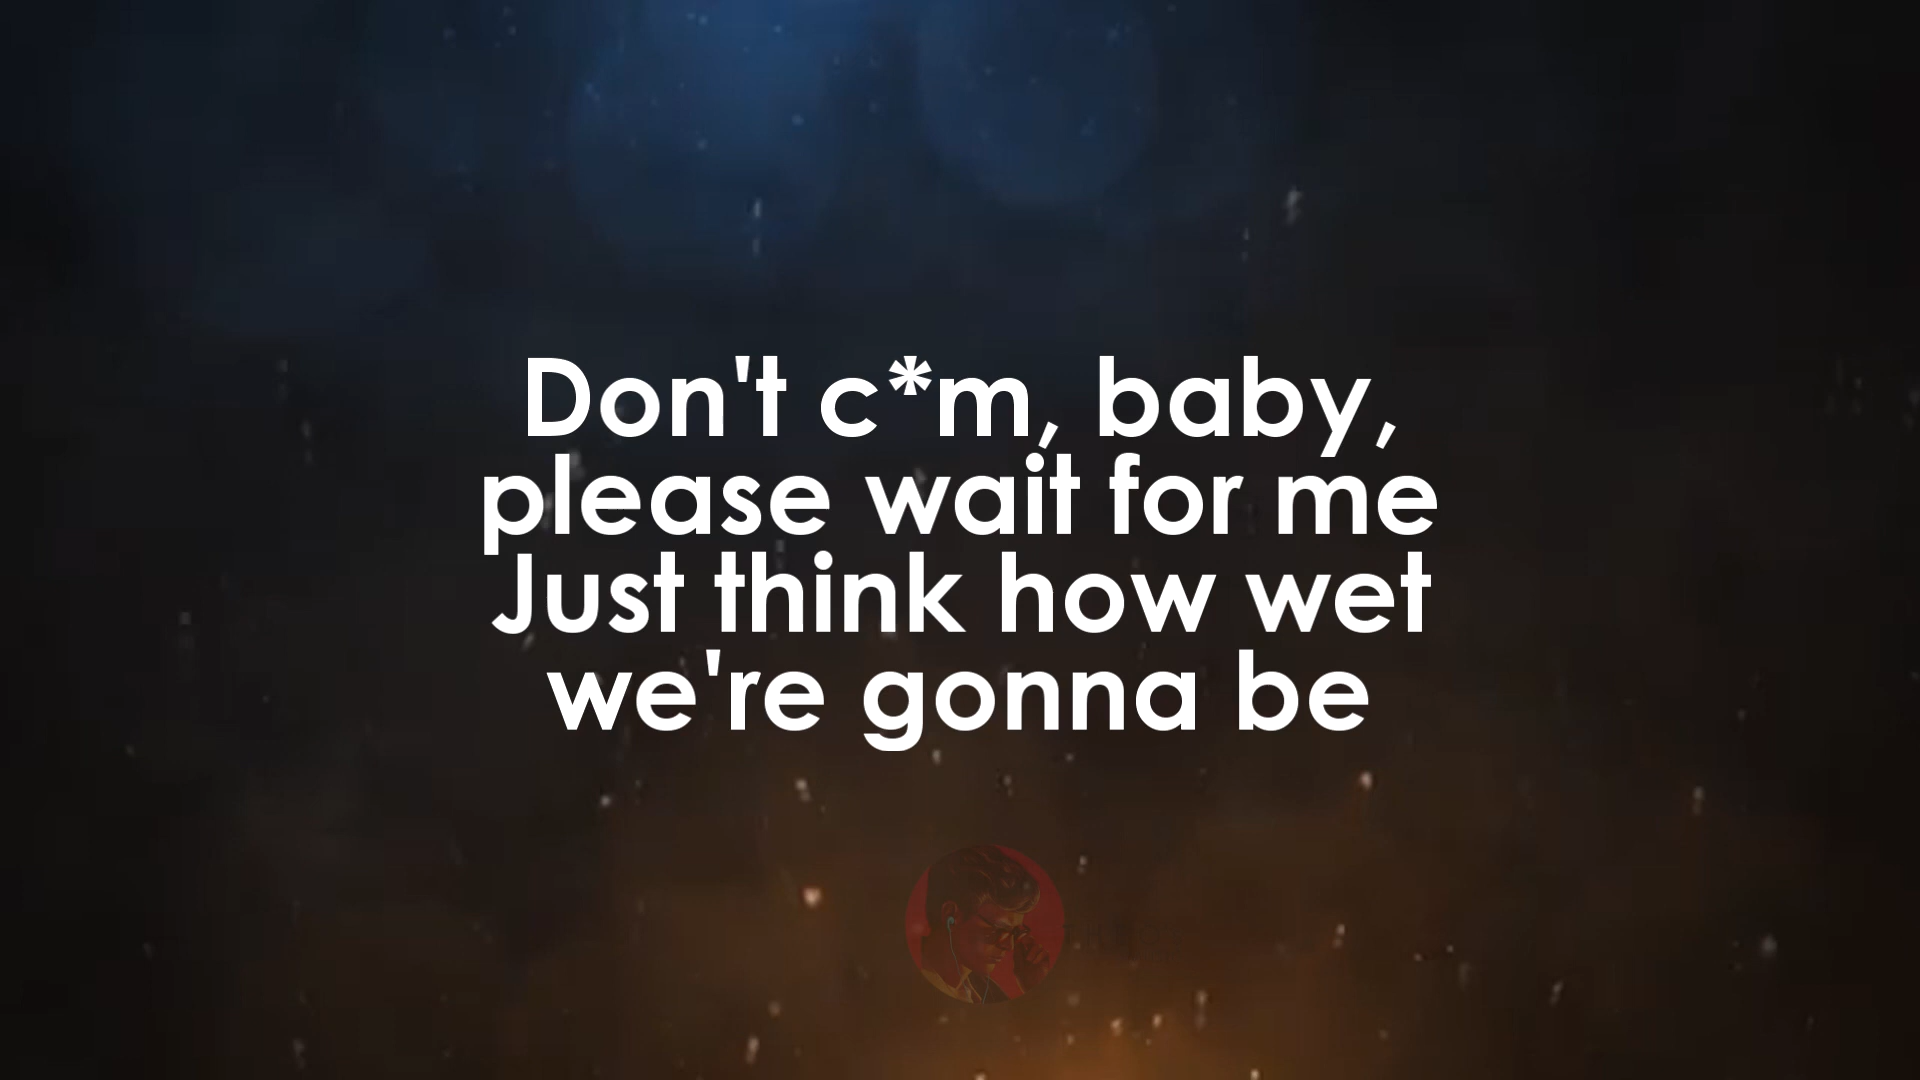 Don't c*m, baby,
please wait for me
Just think how wet
we're gonna be